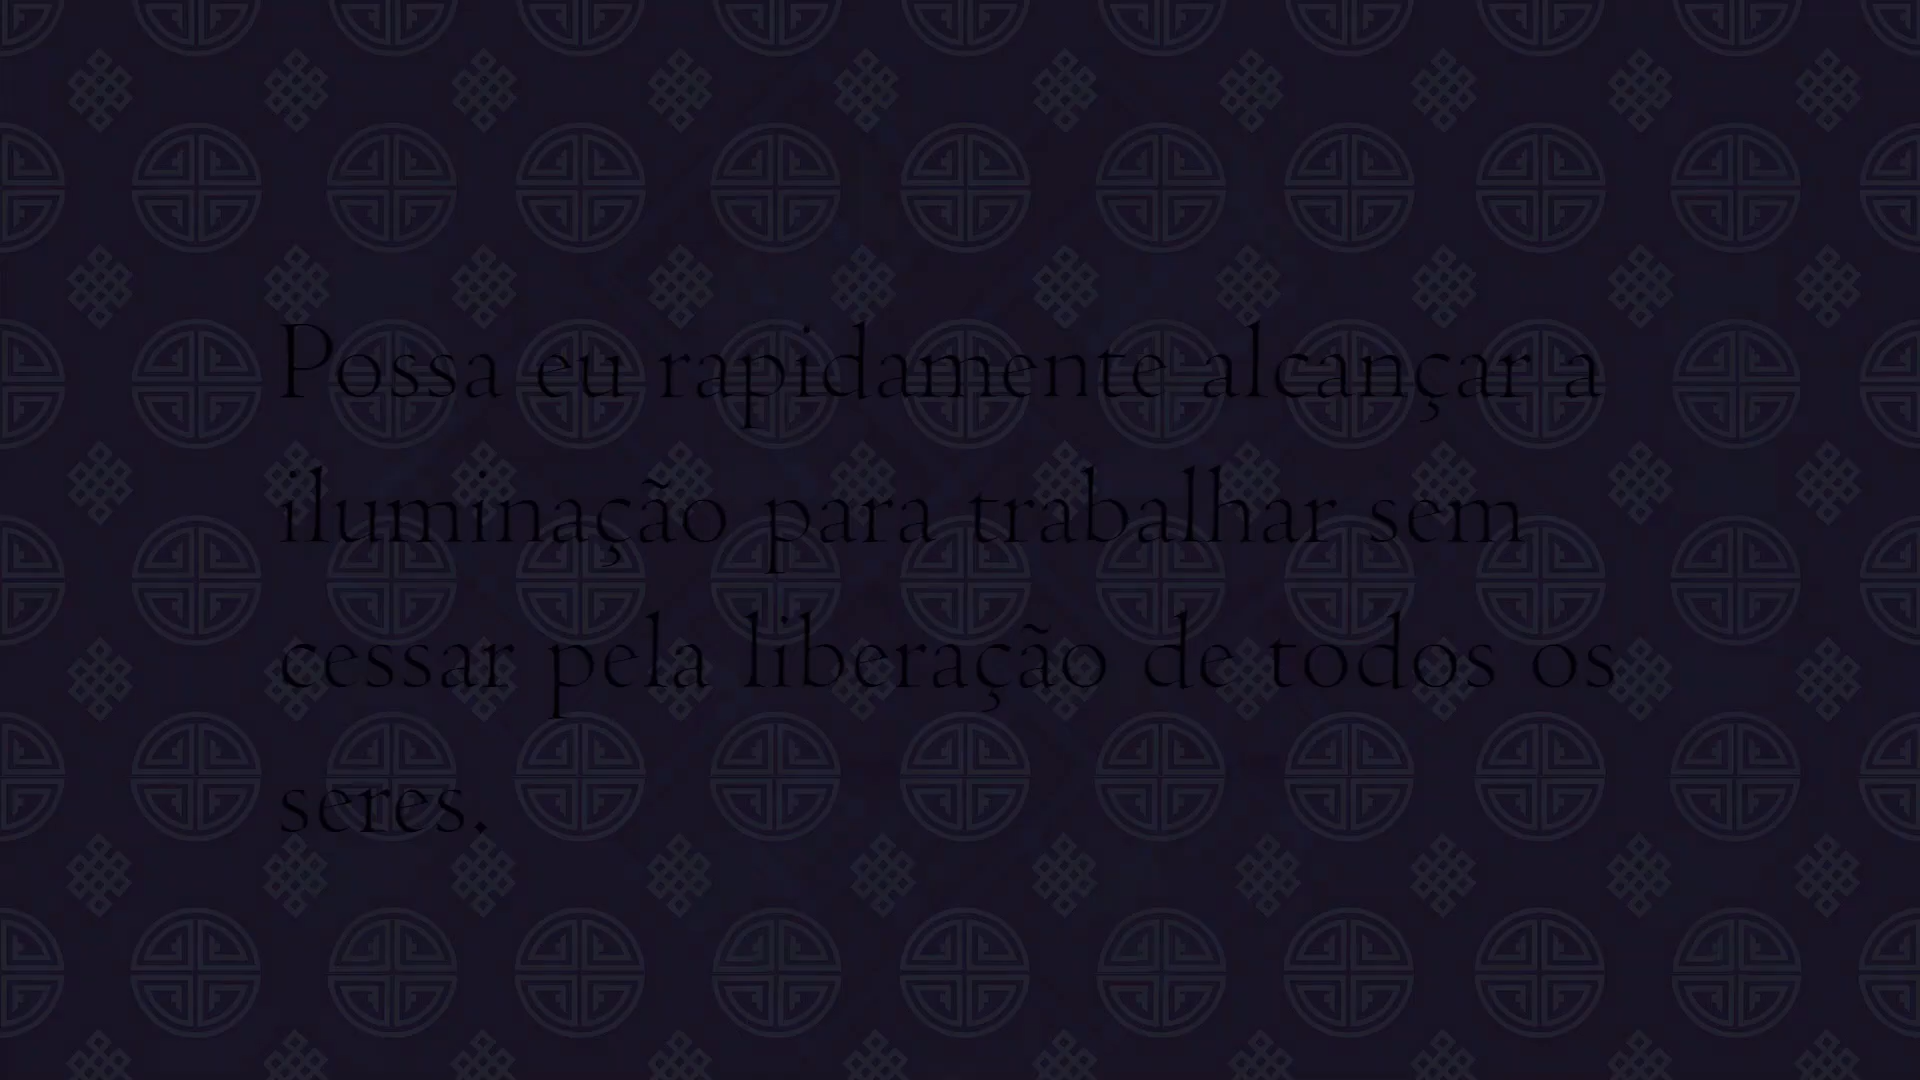 Possa eu rapidamente alcançar a
iluminação para trabalhar sem
cessar pela liberação de todos os
seres.